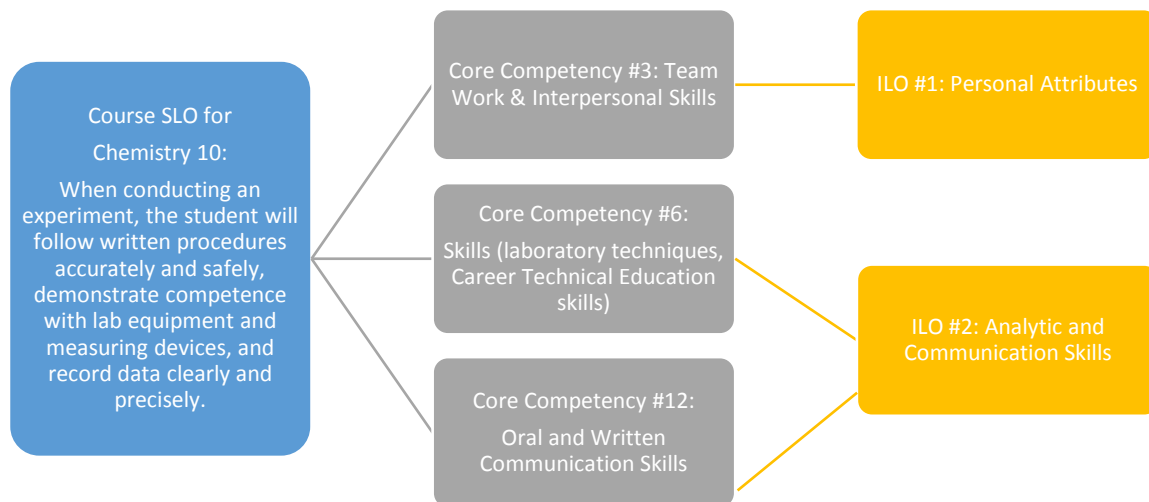 Course SLO for
Chemistry 10:
When conducting an
experiment, the student will
follow written procedures
accurately and safely,
demonstrate competence
with lab equipment and
measuring devices, and
record data clearly and
precisely.
Core Competency #3: Team
Work & Interpersonal Skills
Core Competency #6:
Skills (laboratory techniques,
Career Technical Education
skills)
Core Competency #12:
Oral and Written
Communication Skills
ILO #1: Personal Attributes
ILO #2: Analytic and
Communication Skills